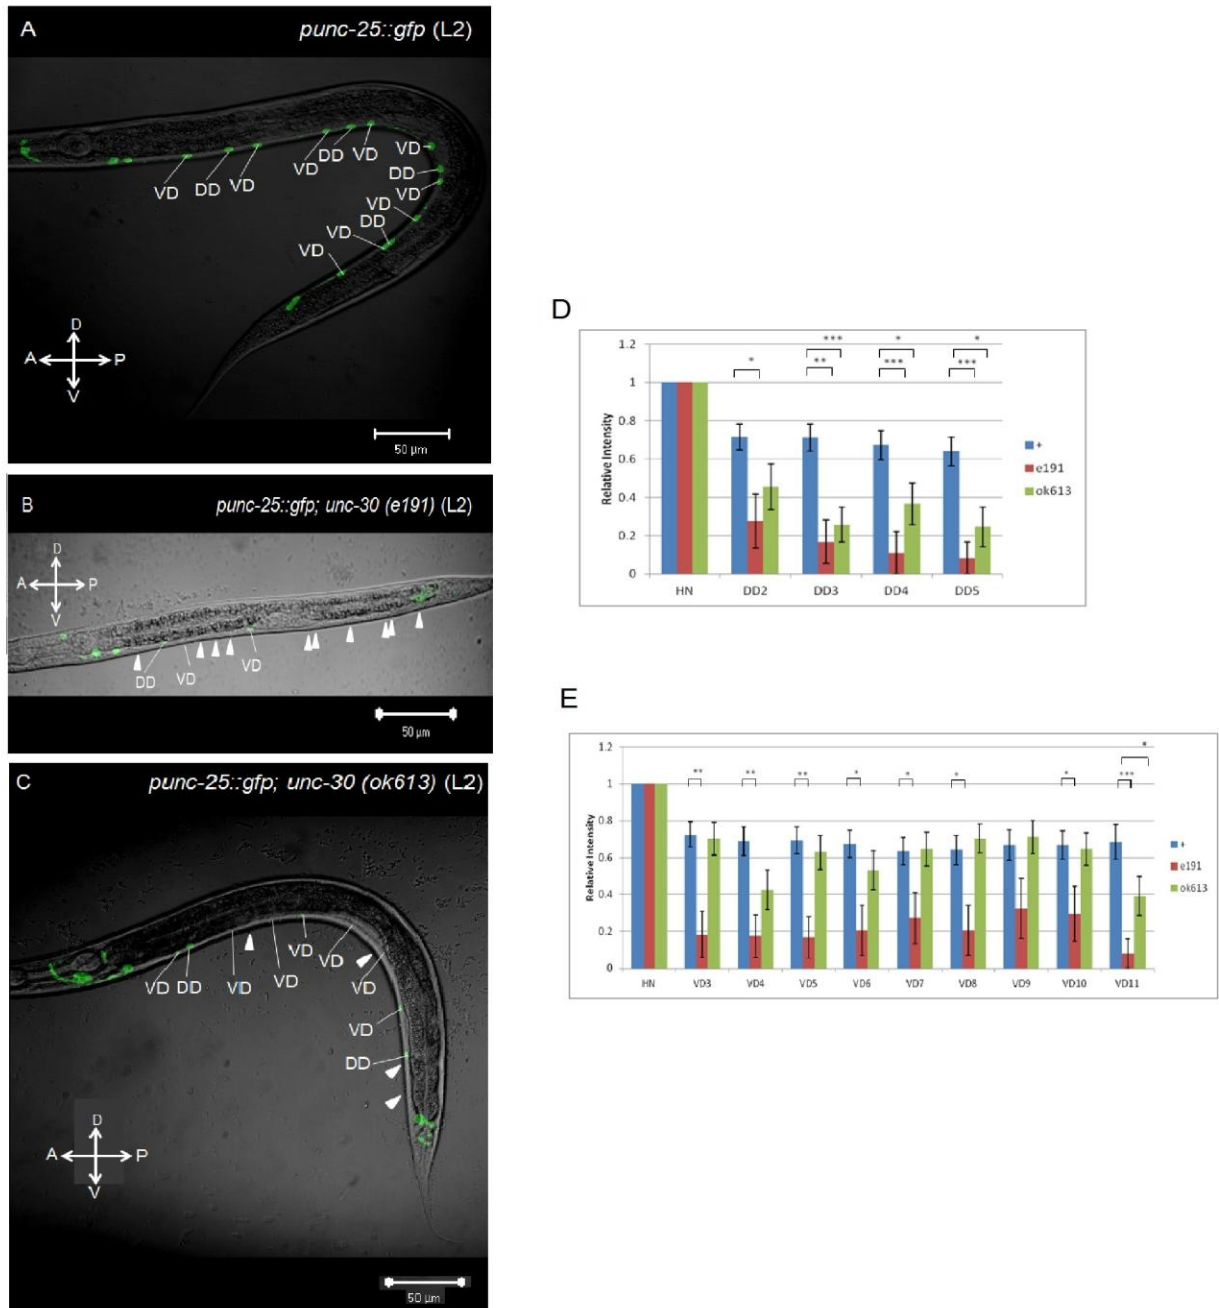 A
punc-25::gfp (L2)
VD
DD
VD
VD
DD
VD
VD
DD
VD
VD
DD
VD
VD
D
A
P
V
50 µm
B
punc-25::gfp; unc-30 (e191) (L2)
D
A
P
V
DD
VD
VD
50 µm
C
punc-25::gfp; unc-30 (ok613) (L2)
VD
DD
VD
VD
VD
VD
VD
VD
DD
D
A
P
V
50 µm
D
Relative Intensity
1.2
1
0.8
0.6
0.4
0.2
0
*
***
**
*
***
*
***
HN
DD2
DD3
DD4
DD5
+
e191
ok613
E
Relative Intensity
1.2
1
0.8
0.6
0.4
0.2
0
**
**
**
*
*
*
*
*
***
HN
VD3
VD4
VD5
VD6
VD7
VD8
VD9
VD10
VD11
+
e191
ok613